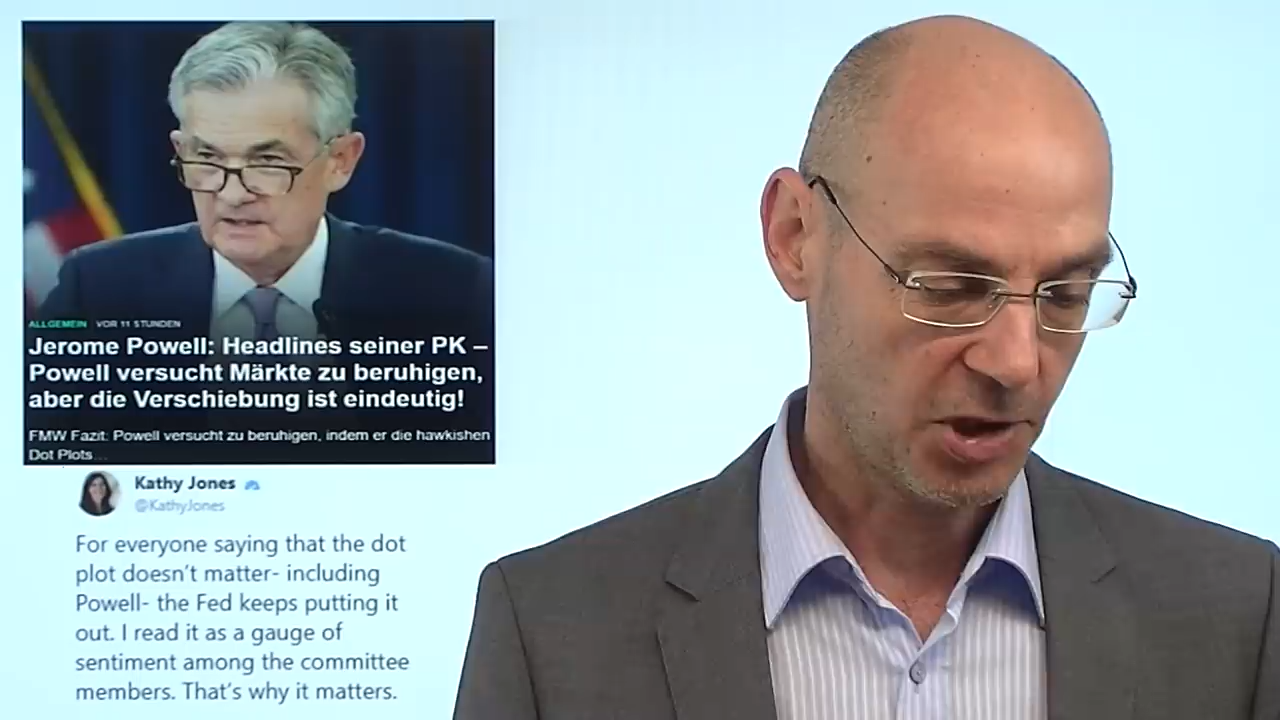 ALLGEMEIN VOR 11 STUNDEN
Jerome Powell: Headlines seiner PK –
Powell versucht Märkte zu beruhigen,
aber die Verschiebung ist eindeutig!
FMW Fazit: Powell versucht zu beruhigen, indem er die hawkishen
Dot Plots...
Kathy Jones
@KathyJones
For everyone saying that the dot
plot doesn't matter- including
Powell- the Fed keeps putting it
out. I read it as a gauge of
sentiment among the committee
members. That's why it matters.